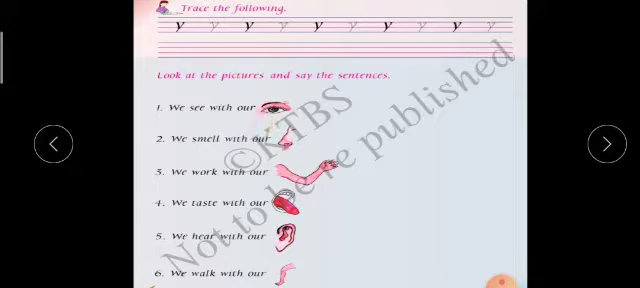 Trace the following.
y y y y y y y y y y
Look at the pictures and say the sentences.
1. We see with our
2. We smell with our
3. We work with our
4. We taste with our
5. We hear with our
6. We walk with our
©KTBS
Not to be re published